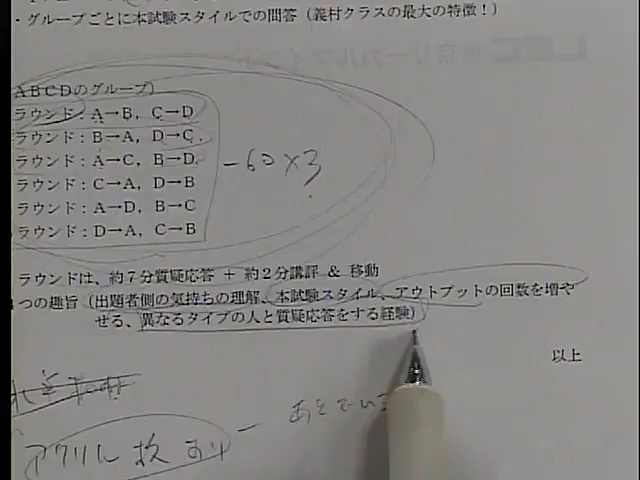 ・グループごとに本試験スタイルでの問答（義村クラスの最大の特徴！）
ABCDのグループ）
ラウンド：A→B，C→D
ラウンド：B→A，D→C，
ラウンド：A→C，B→D，
ラウンド：C→A，D→B
ラウンド：A→D，B→C
ラウンド：D→A，C→B
－60×3
ラウンドは、約7分質疑応答 ＋ 約2分講評 ＆ 移動
つの趣旨（出題者側の気持ちの理解、本試験スタイル、アウトプットの回数を増や
せる、異なるタイプの人と質疑応答をする経験）
以上
アクリル板 あり －